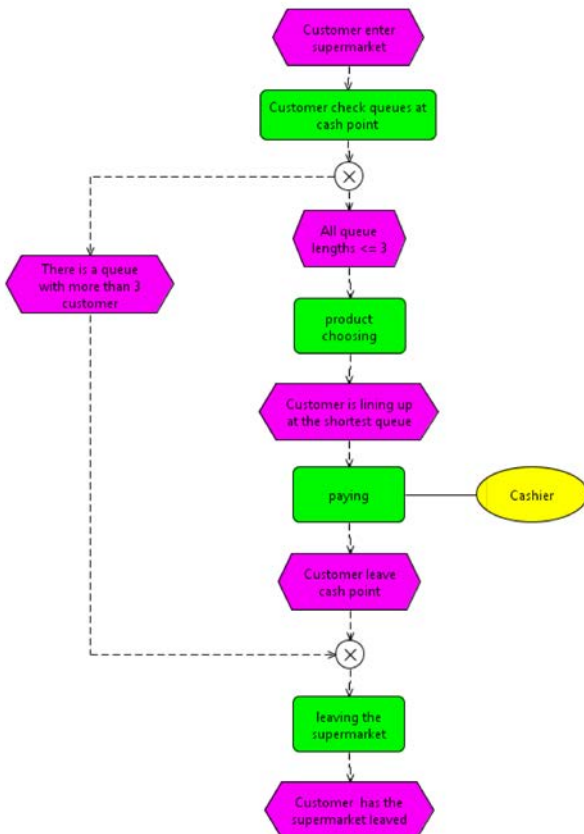 Customer enter
supermarket
Customer check queues at
cash point
All queue
lengths <= 3
There is a queue
with more than 3
customer
product
choosing
Customer is lining up
at the shortest queue
paying
Cashier
Customer leave
cash point
leaving the
supermarket
Customer has the
supermarket leaved